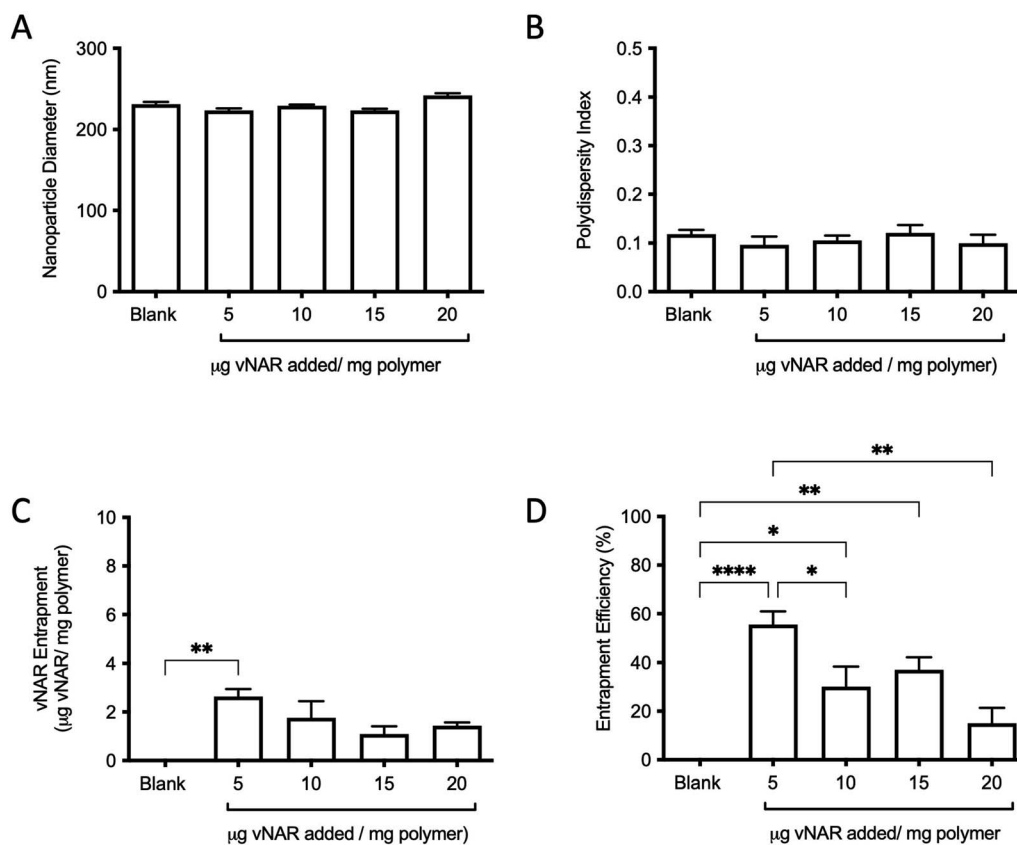 A
Nanoparticle Diameter (nm)
300
200
100
0
Blank 5 10 15 20
μg vNAR added/ mg polymer
B
Polydispersity Index
0.5
0.4
0.3
0.2
0.1
0.0
Blank 5 10 15 20
μg vNAR added / mg polymer)
C
vNAR Entrapment
(μg vNAR/ mg polymer)
10
8
6
4
2
0
**
Blank 5 10 15 20
μg vNAR added / mg polymer)
D
Entrapment Efficiency (%)
100
80
60
40
20
0
**
**
*
**** *
Blank 5 10 15 20
μg vNAR added/ mg polymer